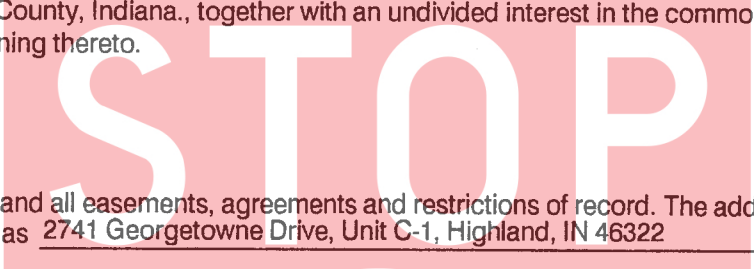 County, Indiana., together with an undivided interest in the commo
ning thereto.
STOP
and all easements, agreements and restrictions of record. The add
as 2741 Georgetowne Drive, Unit C-1, Highland, IN 46322